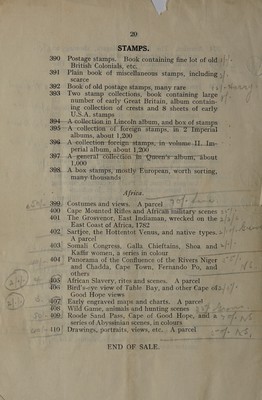 20
STAMPS.
390 Postage stamps. Book containing fine lot of old
British Colonials, etc.
391 Plain book of miscellaneous stamps, including
scarce
392 Book of old postage stamps, many rare
393 Two stamp collections, book containing large
number of early Great Britain, album contain-
ing collection of crests and 8 sheets of early
U.S.A. stamps
394 A collection in Lincoln album, and box of stamps
395 A collection of foreign stamps, in 2 Imperial
albums, about 1,200
396 A collection foreign stamps, in volume II. Im-
perial album, about 1,200
397 A general collection in Queen's album, about
1,000
398 A box stamps, mostly European, worth sorting,
many thousands
Africa.
399 Costumes and views. A parcel
400 Cape Mounted Rifles and African military scenes
401 The Grosvenor, East Indiaman, wrecked on the
East Coast of Africa, 1782
402 Sartjee, the Hottentot Venus, and native types.
A parcel
403 Somali Congress, Galla Chieftains, Shoa and
Kaffir women, a series in colour
404 Panorama of the Confluence of the Rivers Niger
and Chadda, Cape Town, Fernando Po, and
others
405 African Slavery, rites and scenes. A parcel
406 Bird's-eye view of Table Bay, and other Cape of
Good Hope views
407 Early engraved maps and charts. A parcel
408 Wild Game, animals and hunting scenes
409 Roode Sand Pass, Cape of Good Hope, and a
series of Abyssinian scenes, in colours
410 Drawings, portraits, views, etc. A parcel
END OF SALE.